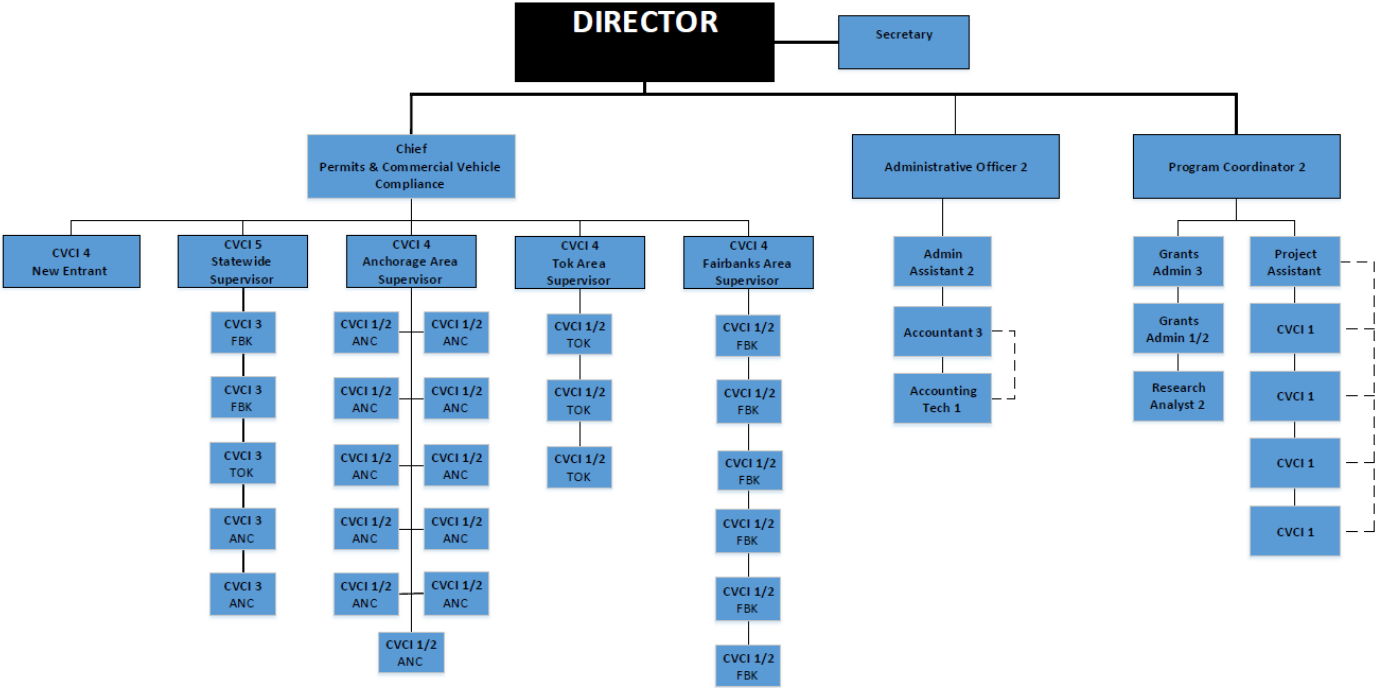 DIRECTOR
Secretary
Chief
Permits & Commercial Vehicle
Compliance
Administrative Officer 2
Program Coordinator 2
CVCI 4
New Entrant
CVCI 5
Statewide
Supervisor
CVCI 4
Anchorage Area
Supervisor
CVCI 4
Tok Area
Supervisor
CVCI 4
Fairbanks Area
Supervisor
Admin
Assistant 2
Grants
Admin 3
Project
Assistant
CVCI 3
FBK
CVCI 3
FBK
CVCI 3
TOK
CVCI 3
ANC
CVCI 3
ANC
CVCI 1/2
ANC
CVCI 1/2
ANC
CVCI 1/2
ANC
CVCI 1/2
ANC
CVCI 1/2
ANC
CVCI 1/2
ANC
CVCI 1/2
ANC
CVCI 1/2
ANC
CVCI 1/2
ANC
CVCI 1/2
ANC
CVCI 1/2
ANC
CVCI 1/2
TOK
CVCI 1/2
TOK
CVCI 1/2
TOK
CVCI 1/2
FBK
CVCI 1/2
FBK
CVCI 1/2
FBK
CVCI 1/2
FBK
CVCI 1/2
FBK
CVCI 1/2
FBK
Accountant 3
Accounting
Tech 1
Grants
Admin 1/2
Research
Analyst 2
CVCI 1
CVCI 1
CVCI 1
CVCI 1